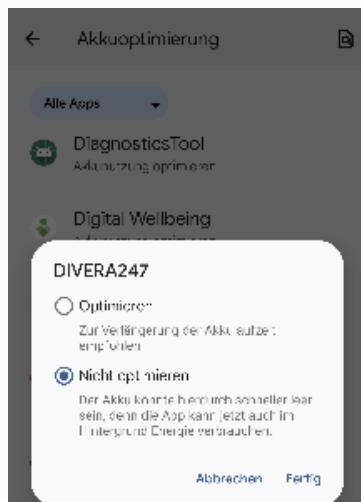 Akkuoptimierung
Alle Apps
DiagnosticsTool
Akkunutzung optimieren
Digital Wellbeing
DIVERA247
Optimieren
Zur Verlängerung der Akkulaufzeit
empfohlen
Nicht optimieren
Der Akku könnte hierdurch schneller leer
sein, denn die App kann jetzt auch im
Hintergrund Energie verbrauchen.
Abbrechen Fertig